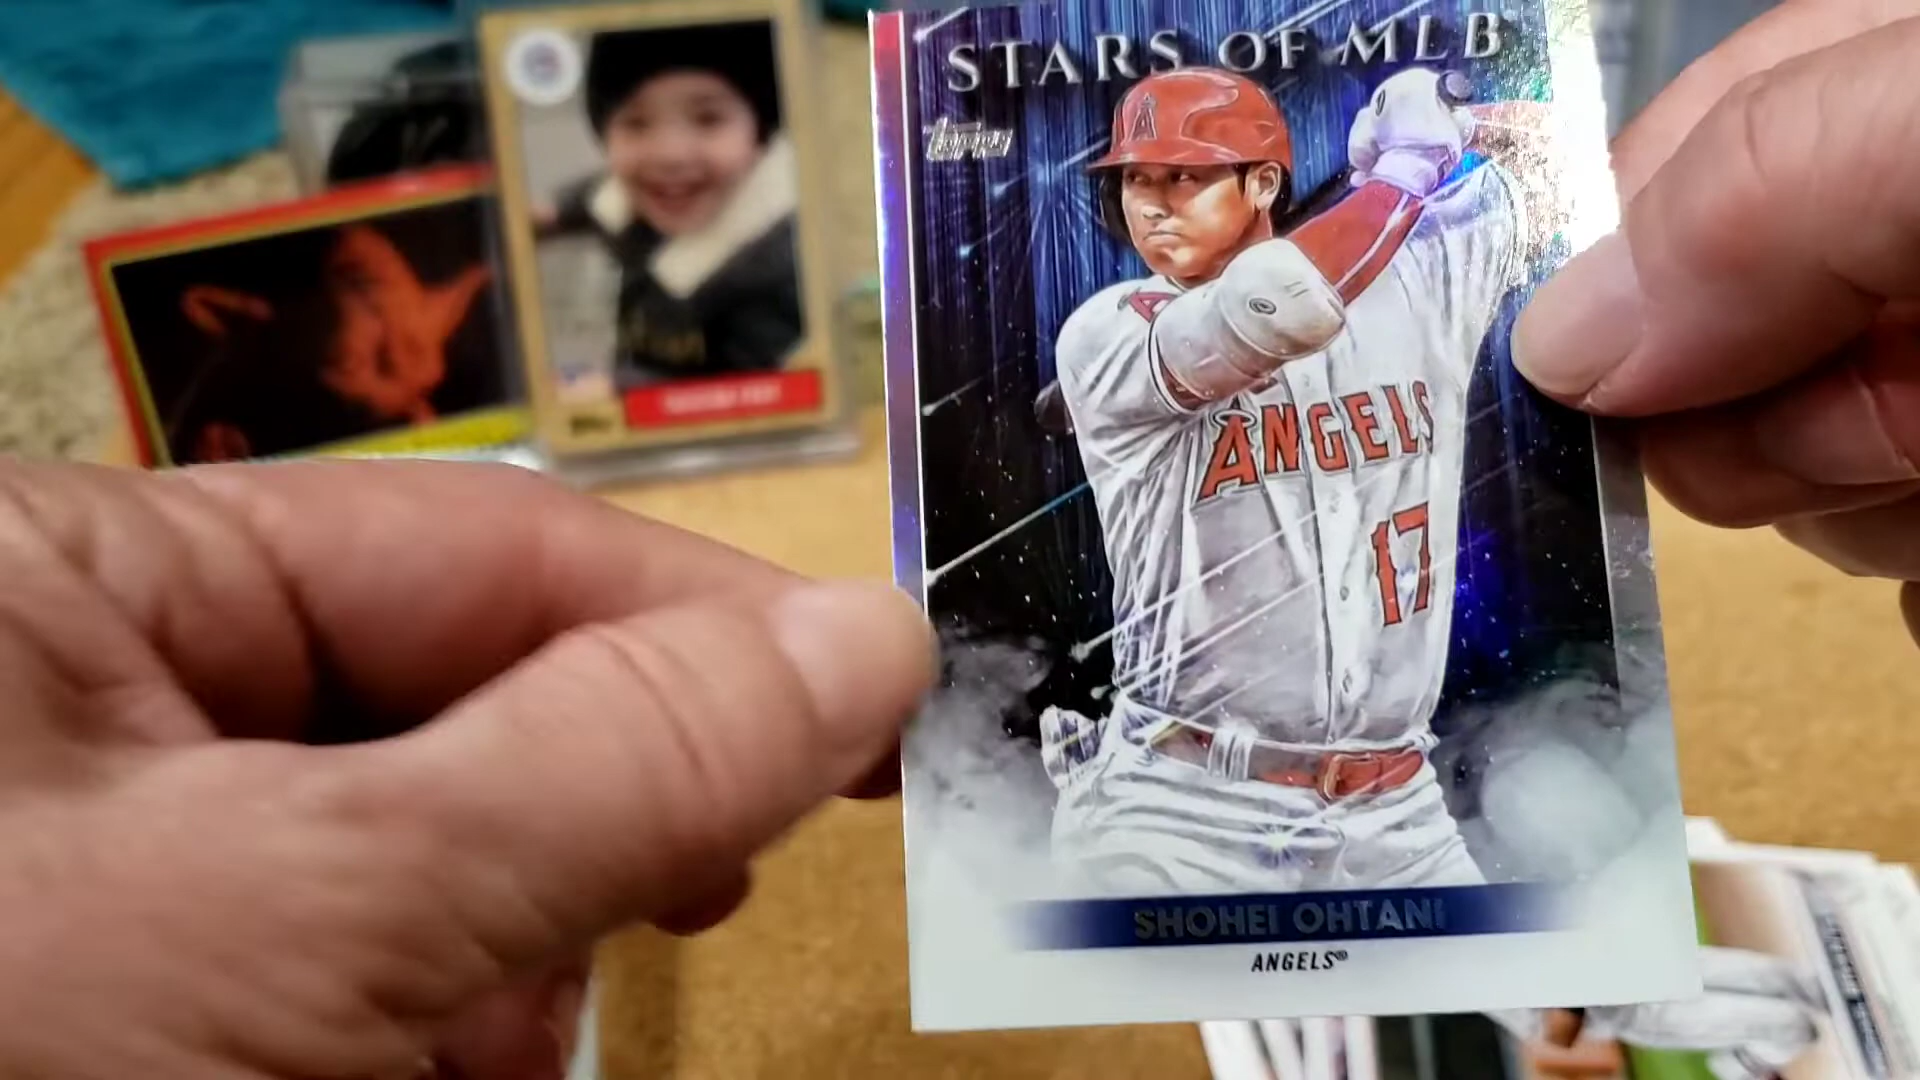 STARS OF MLB
topps
A
ANGELS
17
SHOHEI OHTANI
ANGELS®